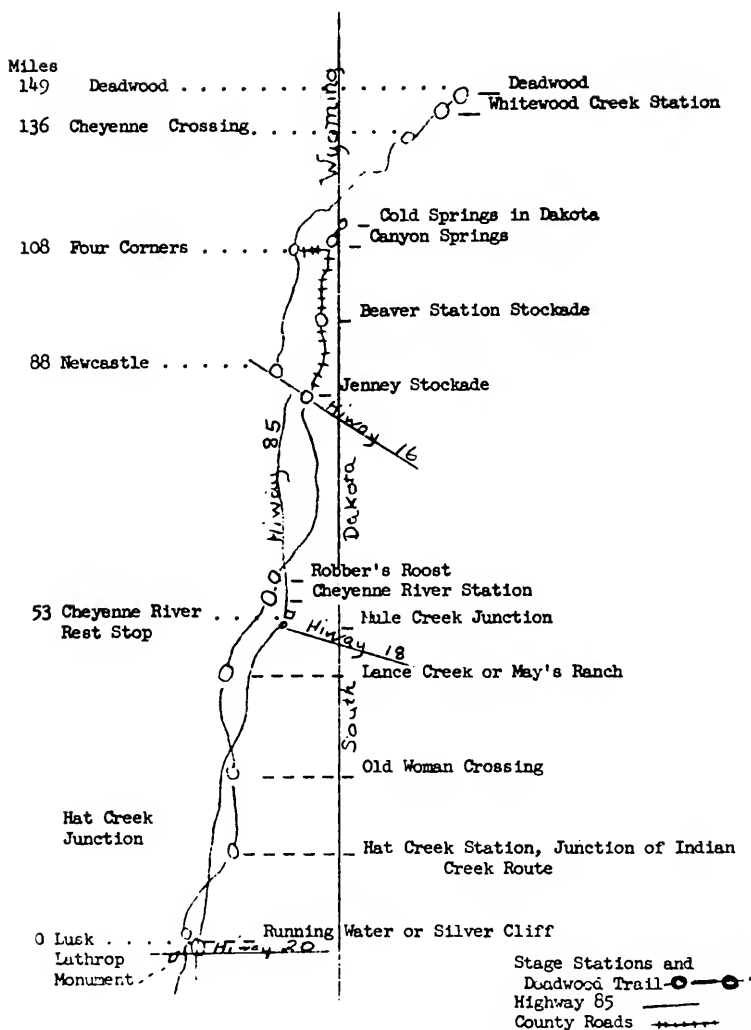 Miles
149 Deadwood . . . . . . . . . . . . . Deadwood
Whitewood Creek Station
136 Cheyenne Crossing. . . . . . . . .
Wyoming
Cold Springs in Dakota
Canyon Springs
108 Four Corners . . . . . .
Beaver Station Stockade
88 Newcastle . . . . .
Jenney Stockade
Hiway 16
Hiway 85
Dakota
Robber's Roost
Cheyenne River Station
53 Cheyenne River
Rest Stop
Mule Creek Junction
Hiway 18
Lance Creek or May's Ranch
South
Old Woman Crossing
Hat Creek
Junction
Hat Creek Station, Junction of Indian
Creek Route
Running Water or Silver Cliff
0 Lusk . . . .
Hiway 20
Lathrop
Monument
Stage Stations and
Deadwood Trail
Highway 85
County Roads